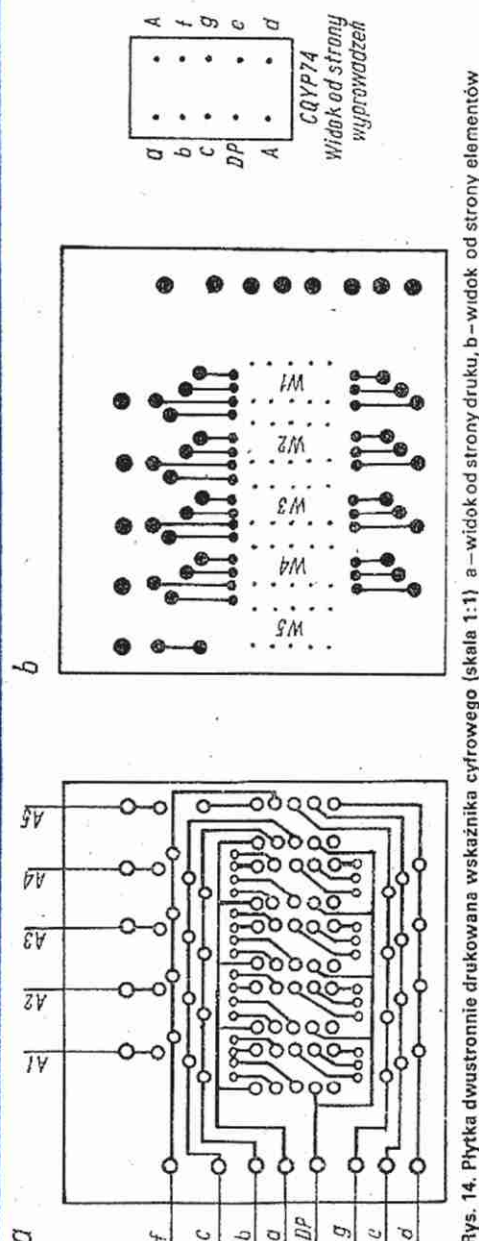 a
A1 A2 A3 A4 A5
f
c
b
a
DP
g
e
d
b
W5 W4 W3 W2 W1
a A
b f
c g
DP e
A d
CQYP74
Widok od strony
wyprowadzeń
Rys. 14. Płytka dwustronnie drukowana wskaźnika cyfrowego (skala 1:1) a–widok od strony druku, b–widok od strony elementów